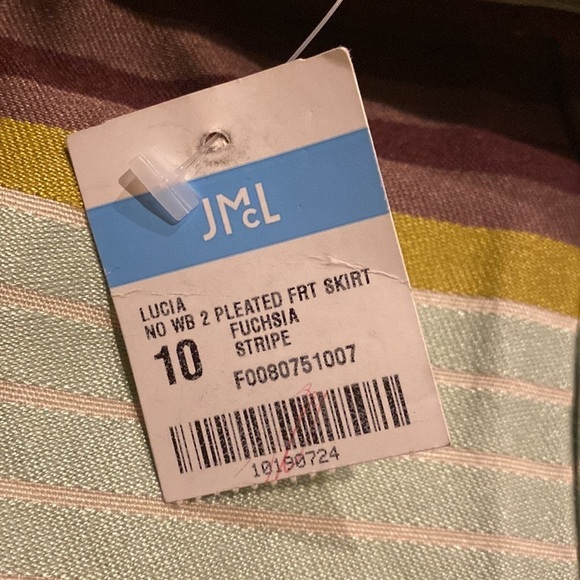 JMcL
LUCIA
NO WB 2 PLEATED FRT SKIRT
10
FUCHSIA
STRIPE
F0080751007
10190724